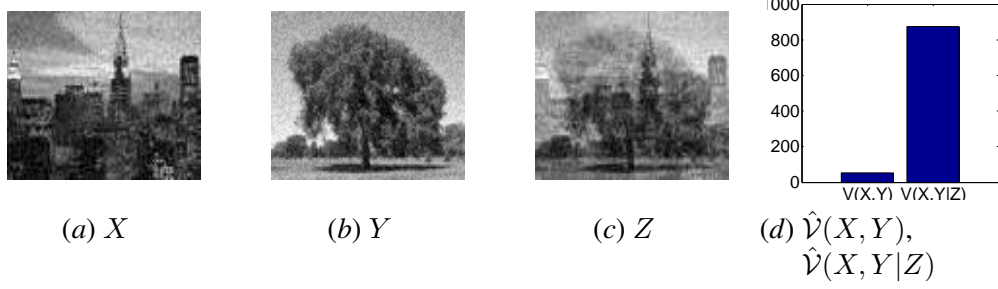 1000
800
600
400
200
0
V(X,Y) V(X,Y|Z)
(a) X
(b) Y
(c) Z
(d) V̂(X, Y),
V̂(X, Y|Z)